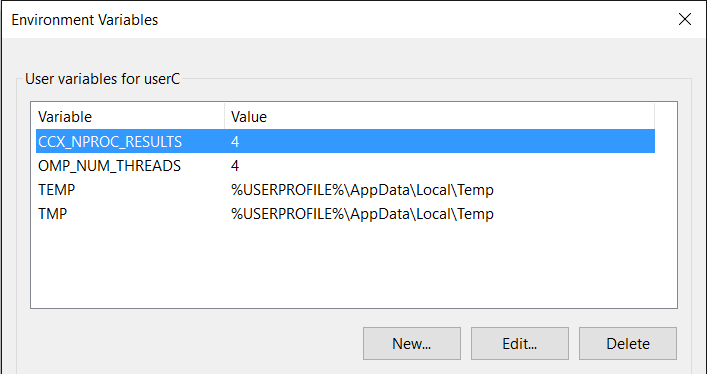 Environment Variables
User variables for userC
Variable Value
CCX_NPROC_RESULTS 4
OMP_NUM_THREADS 4
TEMP %USERPROFILE%\AppData\Local\Temp
TMP %USERPROFILE%\AppData\Local\Temp
New... Edit... Delete